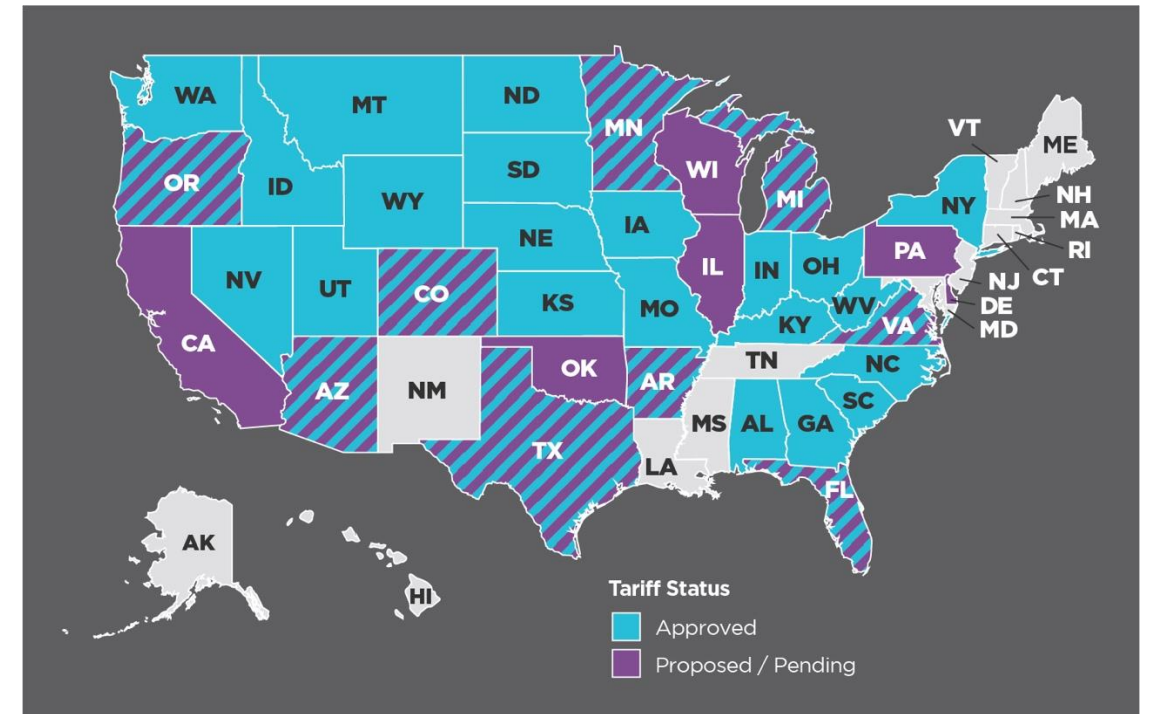 WA
MT
ND
MN
VT
ME
OR
ID
SD
WI
MI
NY
NH
MA
WY
RI
IA
NE
PA
CT
NV
UT
CO
KS
MO
IL
IN
OH
NJ
DE
MD
WV
VA
KY
CA
AZ
NM
OK
AR
TN
NC
SC
TX
MS
AL
GA
LA
FL
AK
HI
Tariff Status
Approved
Proposed / Pending